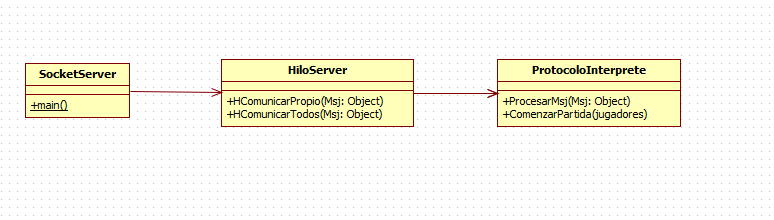 SocketServer
+main()
HiloServer
+HComunicarPropio(Msj: Object)
+HComunicarTodos(Msj: Object)
ProtocoloInterprete
+ProcesarMsj(Msj: Object)
+ComenzarPartida(jugadores)